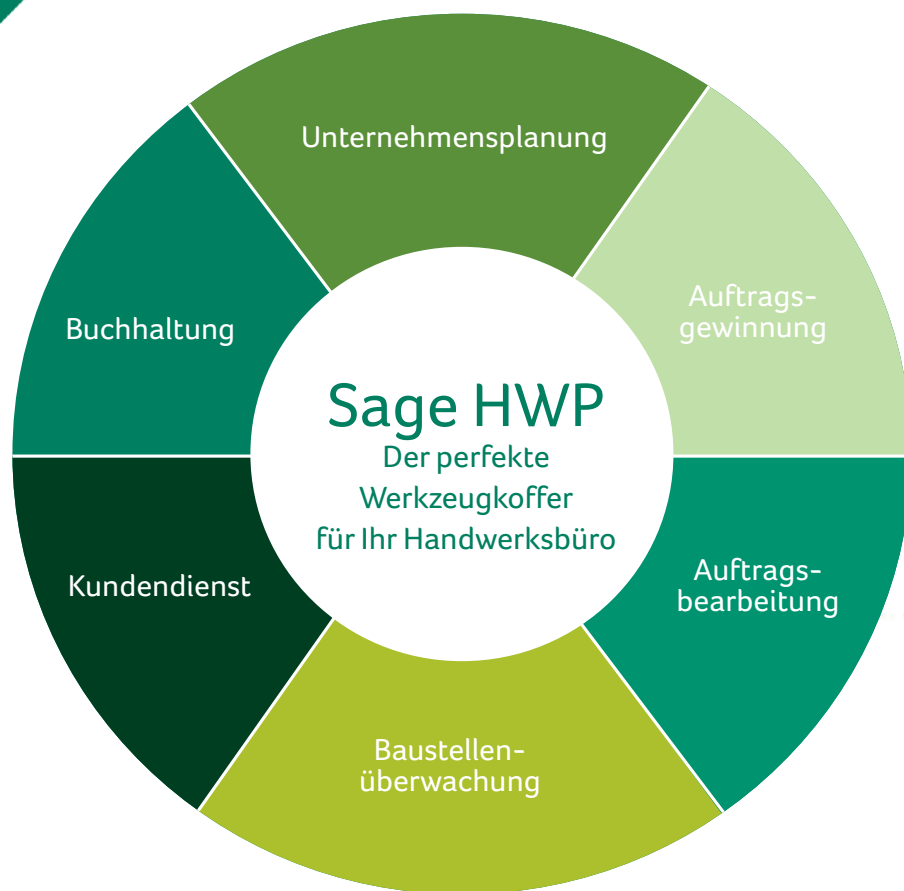 Unternehmensplanung
Auftrags-
gewinnung
Buchhaltung
Sage HWP
Der perfekte
Werkzeugkoffer
für Ihr Handwerksbüro
Auftrags-
bearbeitung
Kundendienst
Baustellen-
überwachung